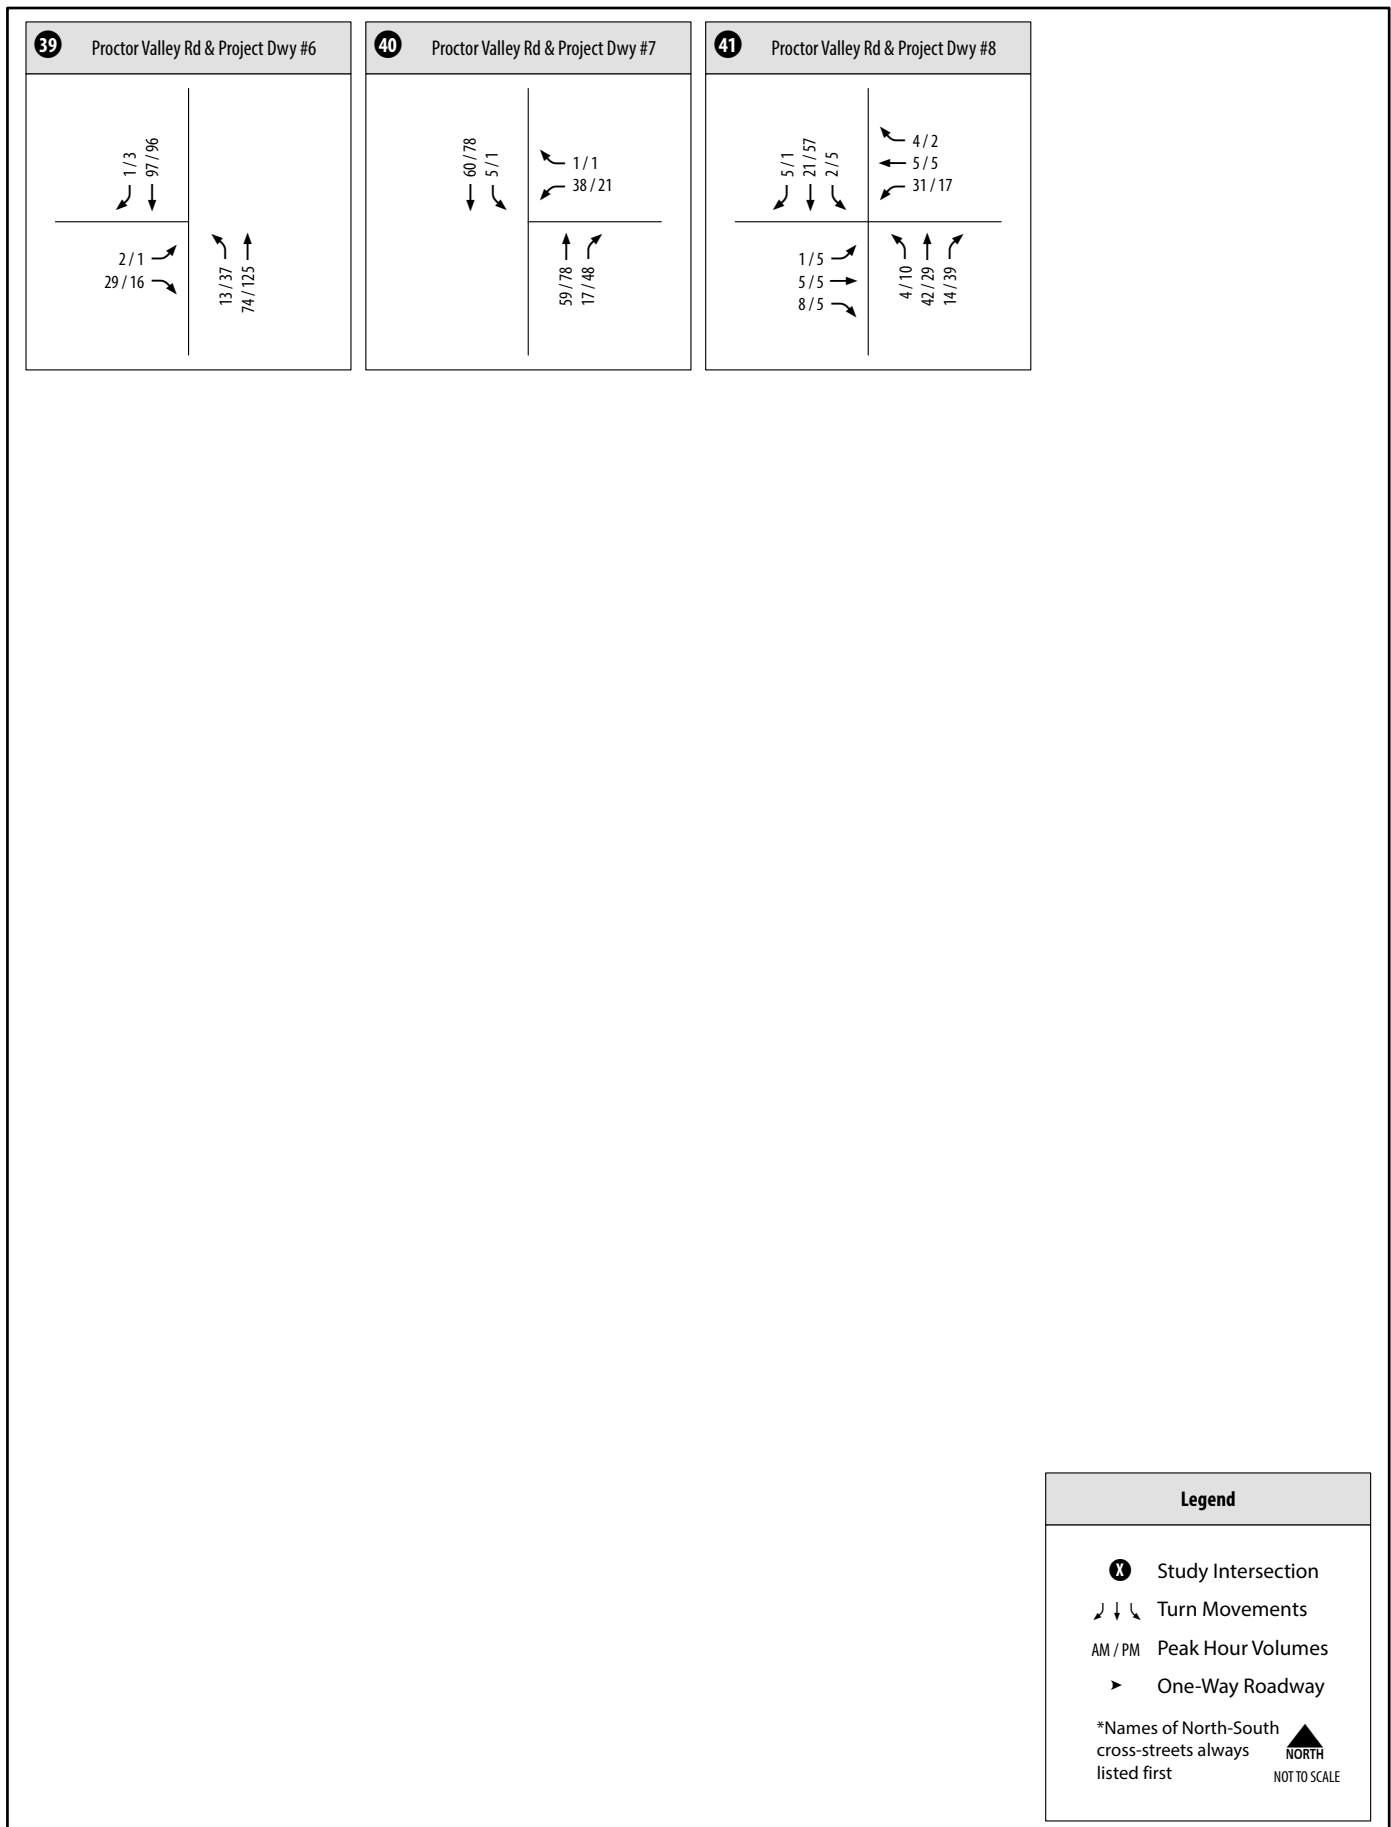 39 Proctor Valley Rd & Project Dwy #6
1 / 3
97 / 96
2 / 1
29 / 16
13 / 37
74 / 125
40 Proctor Valley Rd & Project Dwy #7
60 / 78
5 / 1
1 / 1
38 / 21
59 / 78
17 / 48
41 Proctor Valley Rd & Project Dwy #8
5 / 1
21 / 57
2 / 5
4 / 2
5 / 5
31 / 17
1 / 5
5 / 5
8 / 5
4 / 10
42 / 29
14 / 39
Legend
X Study Intersection
Turn Movements
AM / PM Peak Hour Volumes
One-Way Roadway
*Names of North-South
cross-streets always
listed first
NORTH
NOT TO SCALE